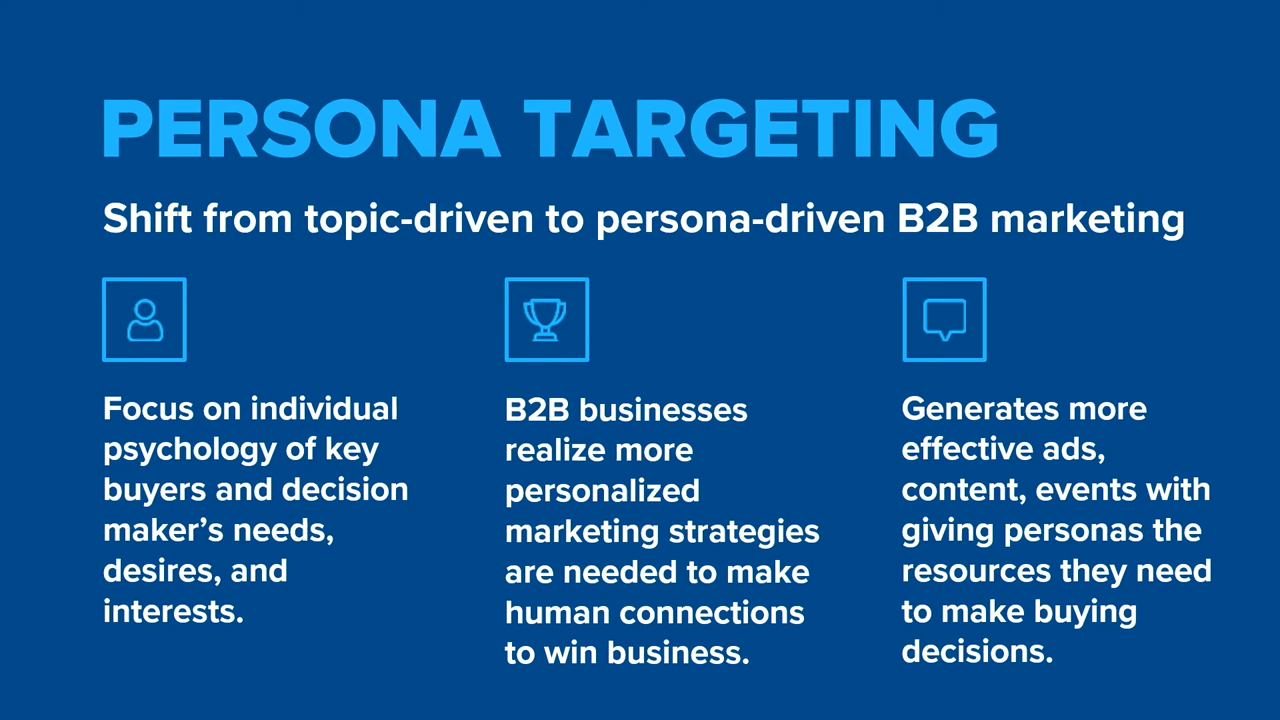 PERSONA TARGETING
Shift from topic-driven to persona-driven B2B marketing
Focus on individual
psychology of key
buyers and decision
maker’s needs,
desires, and
interests.
B2B businesses
realize more
personalized
marketing strategies
are needed to make
human connections
to win business.
Generates more
effective ads,
content, events with
giving personas the
resources they need
to make buying
decisions.